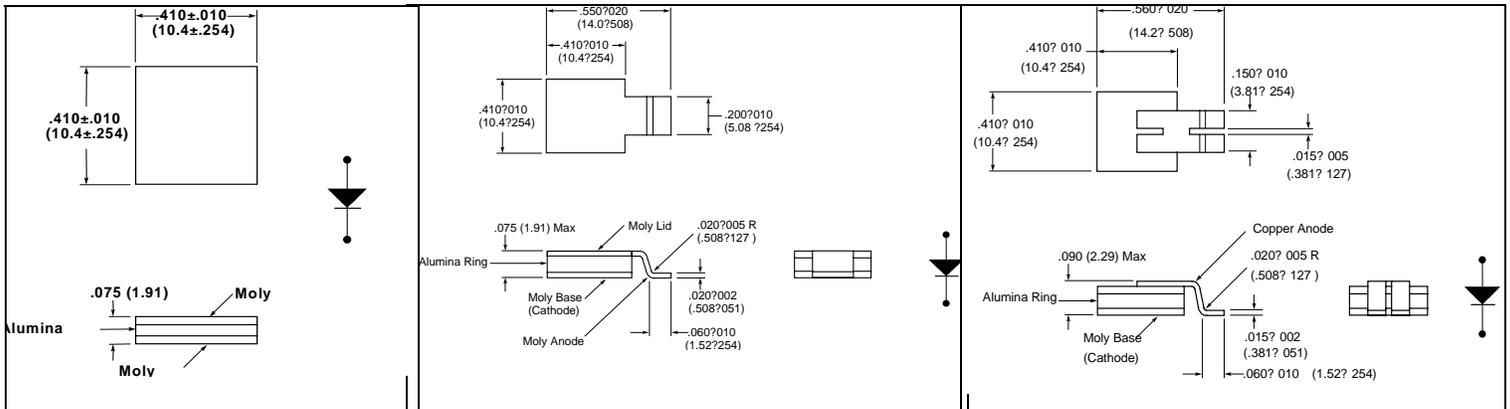 .410±.010
(10.4±.254)
.410±.010
(10.4±.254)
.075 (1.91)
Moly
Alumina
Moly
.550?020
(14.0?508)
.410?010
(10.4?254)
.410?010
(10.4?254)
.200?010
(5.08 ?254)
.075 (1.91) Max
Moly Lid
.020?005 R
(.508?127 )
Alumina Ring
Moly Base
(Cathode)
.020?002
(.508?051)
Moly Anode
.060?010
(1.52?254)
.560? 020
(14.2? 508)
.410? 010
(10.4? 254)
.150? 010
(3.81? 254)
.410? 010
(10.4? 254)
.015? 005
(.381? 127)
Copper Anode
.090 (2.29) Max
.020? 005 R
(.508? 127 )
Alumina Ring
Moly Base
(Cathode)
.015? 002
(.381? 051)
.060? 010 (1.52? 254)